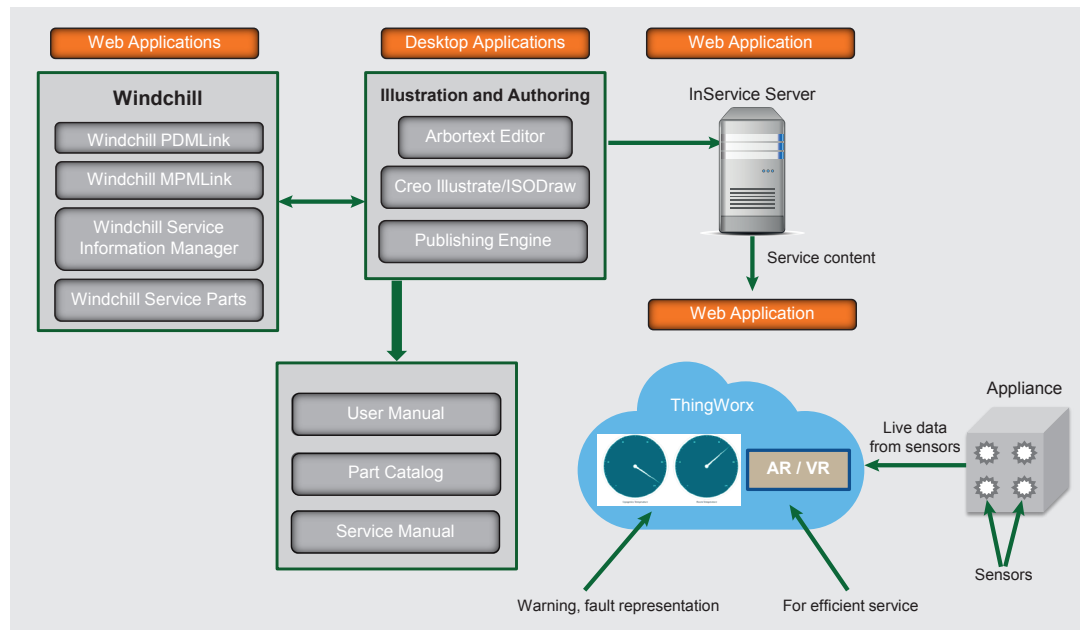 Web Applications
Windchill
Windchill PDMLink
Windchill MPMLink
Windchill Service
Information Manager
Windchill Service Parts
Desktop Applications
Illustration and Authoring
Arbortext Editor
Creo Illustrate/ISODraw
Publishing Engine
Web Application
InService Server
Service content
Web Application
User Manual
Part Catalog
Service Manual
ThingWorx
AR / VR
Live data
from sensors
Appliance
Sensors
Warning, fault representation
For efficient service